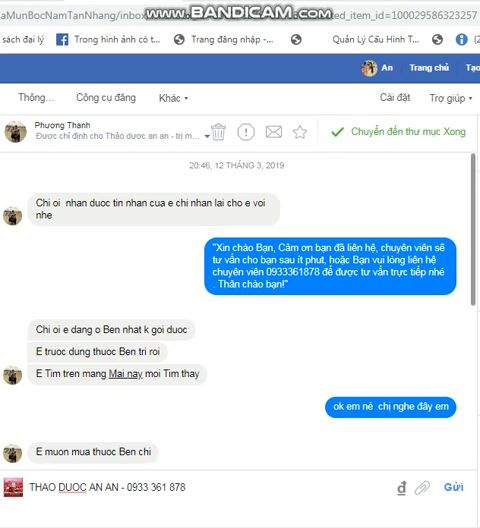 aMunBocNamTanNhang/inbox
www.BANDICAM.com
ed_item_id=100029586323257
sách đại lý
Trong hình ảnh có t...
Trang đăng nhập -...
Quản Lý Cấu Hình T...
An
Trang chủ
Tạo
Thông...
Công cụ đăng
Khác
Cài đặt
Trợ giúp
Phương Thanh
Được chỉ định cho Thảo dược an an - trị m...
Chuyển đến thư mục Xong
20:46, 12 THÁNG 3, 2019
Chi oi nhan duoc tin nhan cua e chi nhan lai cho e voi
nhe
"Xin chào Bạn, Cảm ơn bạn đã liên hệ, chuyên viên sẽ
tư vấn cho bạn sau ít phut, hoặc Bạn vụi lòng liên hệ
chuyên viên 0933361878 để được tư vấn trực tiếp nhé
. Thân chào bạn!"
Chi oi e dang o Ben nhat k goi duoc
E truoc dung thuoc Ben tri roi
E Tim tren mang Mai nay moi Tim thay
ok em nè chị nghe đây em
E muon mua thuoc Ben chi
THAO DUOC AN AN - 0933 361 878
đ
Gửi